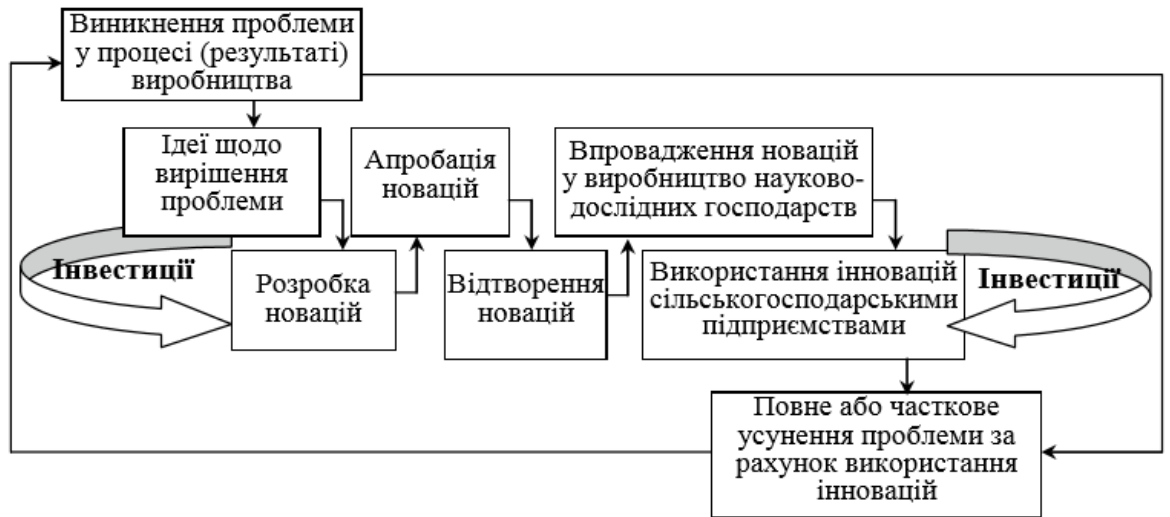 Виникнення проблеми
у процесі (результаті)
виробництва
Ідеї щодо
вирішення
проблеми
Апробація
новацій
Впровадження новацій
у виробництво науково-
дослідних господарств
Інвестиції
Розробка
новацій
Відтворення
новацій
Використання інновацій
сільськогосподарськими
підприємствами
Інвестиції
Повне або часткове
усунення проблеми за
рахунок використання
інновацій